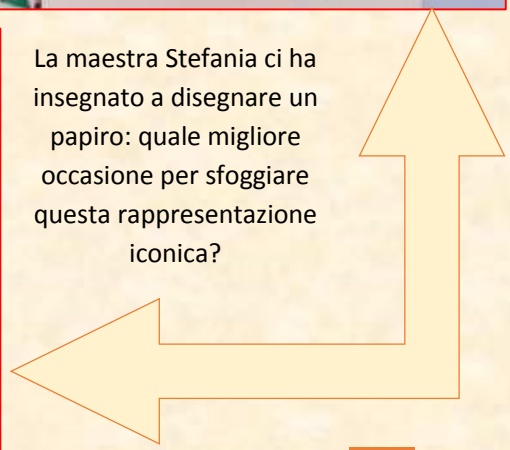 La maestra Stefania ci ha
insegnato a disegnare un
papiro: quale migliore
occasione per sfoggiare
questa rappresentazione
iconica?